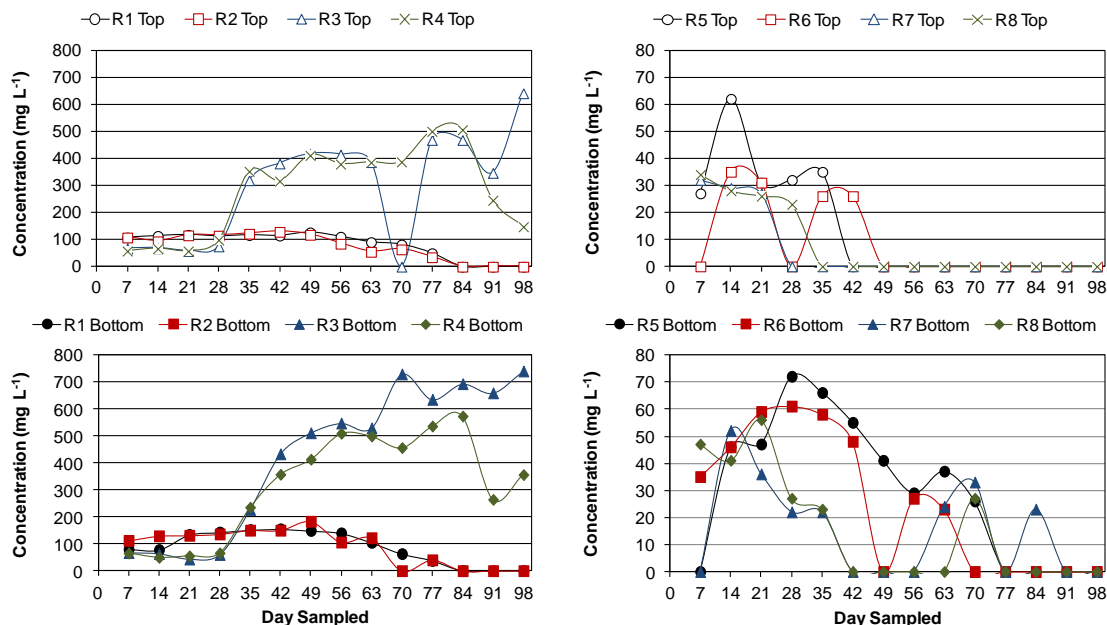 R1 Top R2 Top R3 Top R4 Top
Concentration (mg L-1)
800
700
600
500
400
300
200
100
0
0 7 14 21 28 35 42 49 56 63 70 77 84 91 98
R5 Top R6 Top R7 Top R8 Top
Concentration (mg L-1)
80
70
60
50
40
30
20
10
0
0 7 14 21 28 35 42 49 56 63 70 77 84 91 98
R1 Bottom R2 Bottom R3 Bottom R4 Bottom
Concentration (mg L-1)
800
700
600
500
400
300
200
100
0
0 7 14 21 28 35 42 49 56 63 70 77 84 91 98
Day Sampled
R5 Bottom R6 Bottom R7 Bottom R8 Bottom
Concentration (mg L-1)
80
70
60
50
40
30
20
10
0
0 7 14 21 28 35 42 49 56 63 70 77 84 91 98
Day Sampled